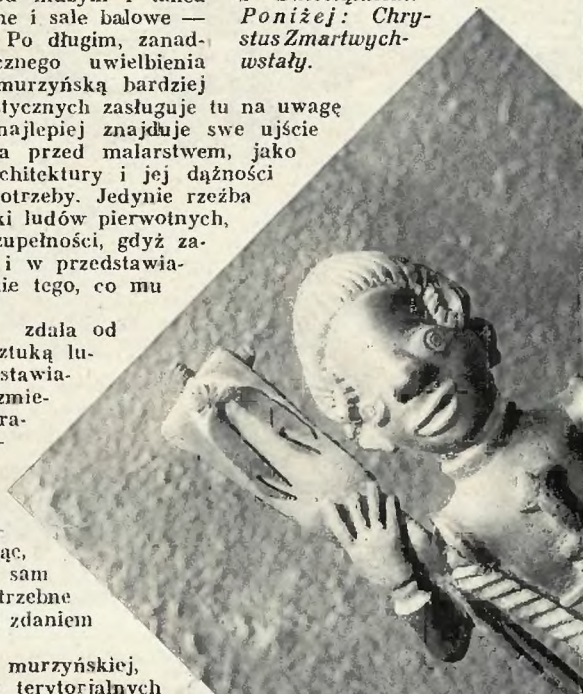 ne i sale balowe —
Po długim, zanad-
cznego uwielbienia
murzyńską bardziej
tycznych zasługuje tu na uwagę
najlepiej znajduje swe ujście
a przed malarstwem, jako
chitektury i jej dążności
otrzeby. Jedynie rzeźba
ki ludów pierwotnych,
zupełności, gdyż za-
i w przedstawia-
nie tego, co mu
zdała od
ztuką lu-
stawia-
zmie-
ra-
ąc,
sam
trzebne
zdaniem
murzyńskiej,
terytorjalnych
Poniżej: Chry-
stus Zmartwych-
wstały.